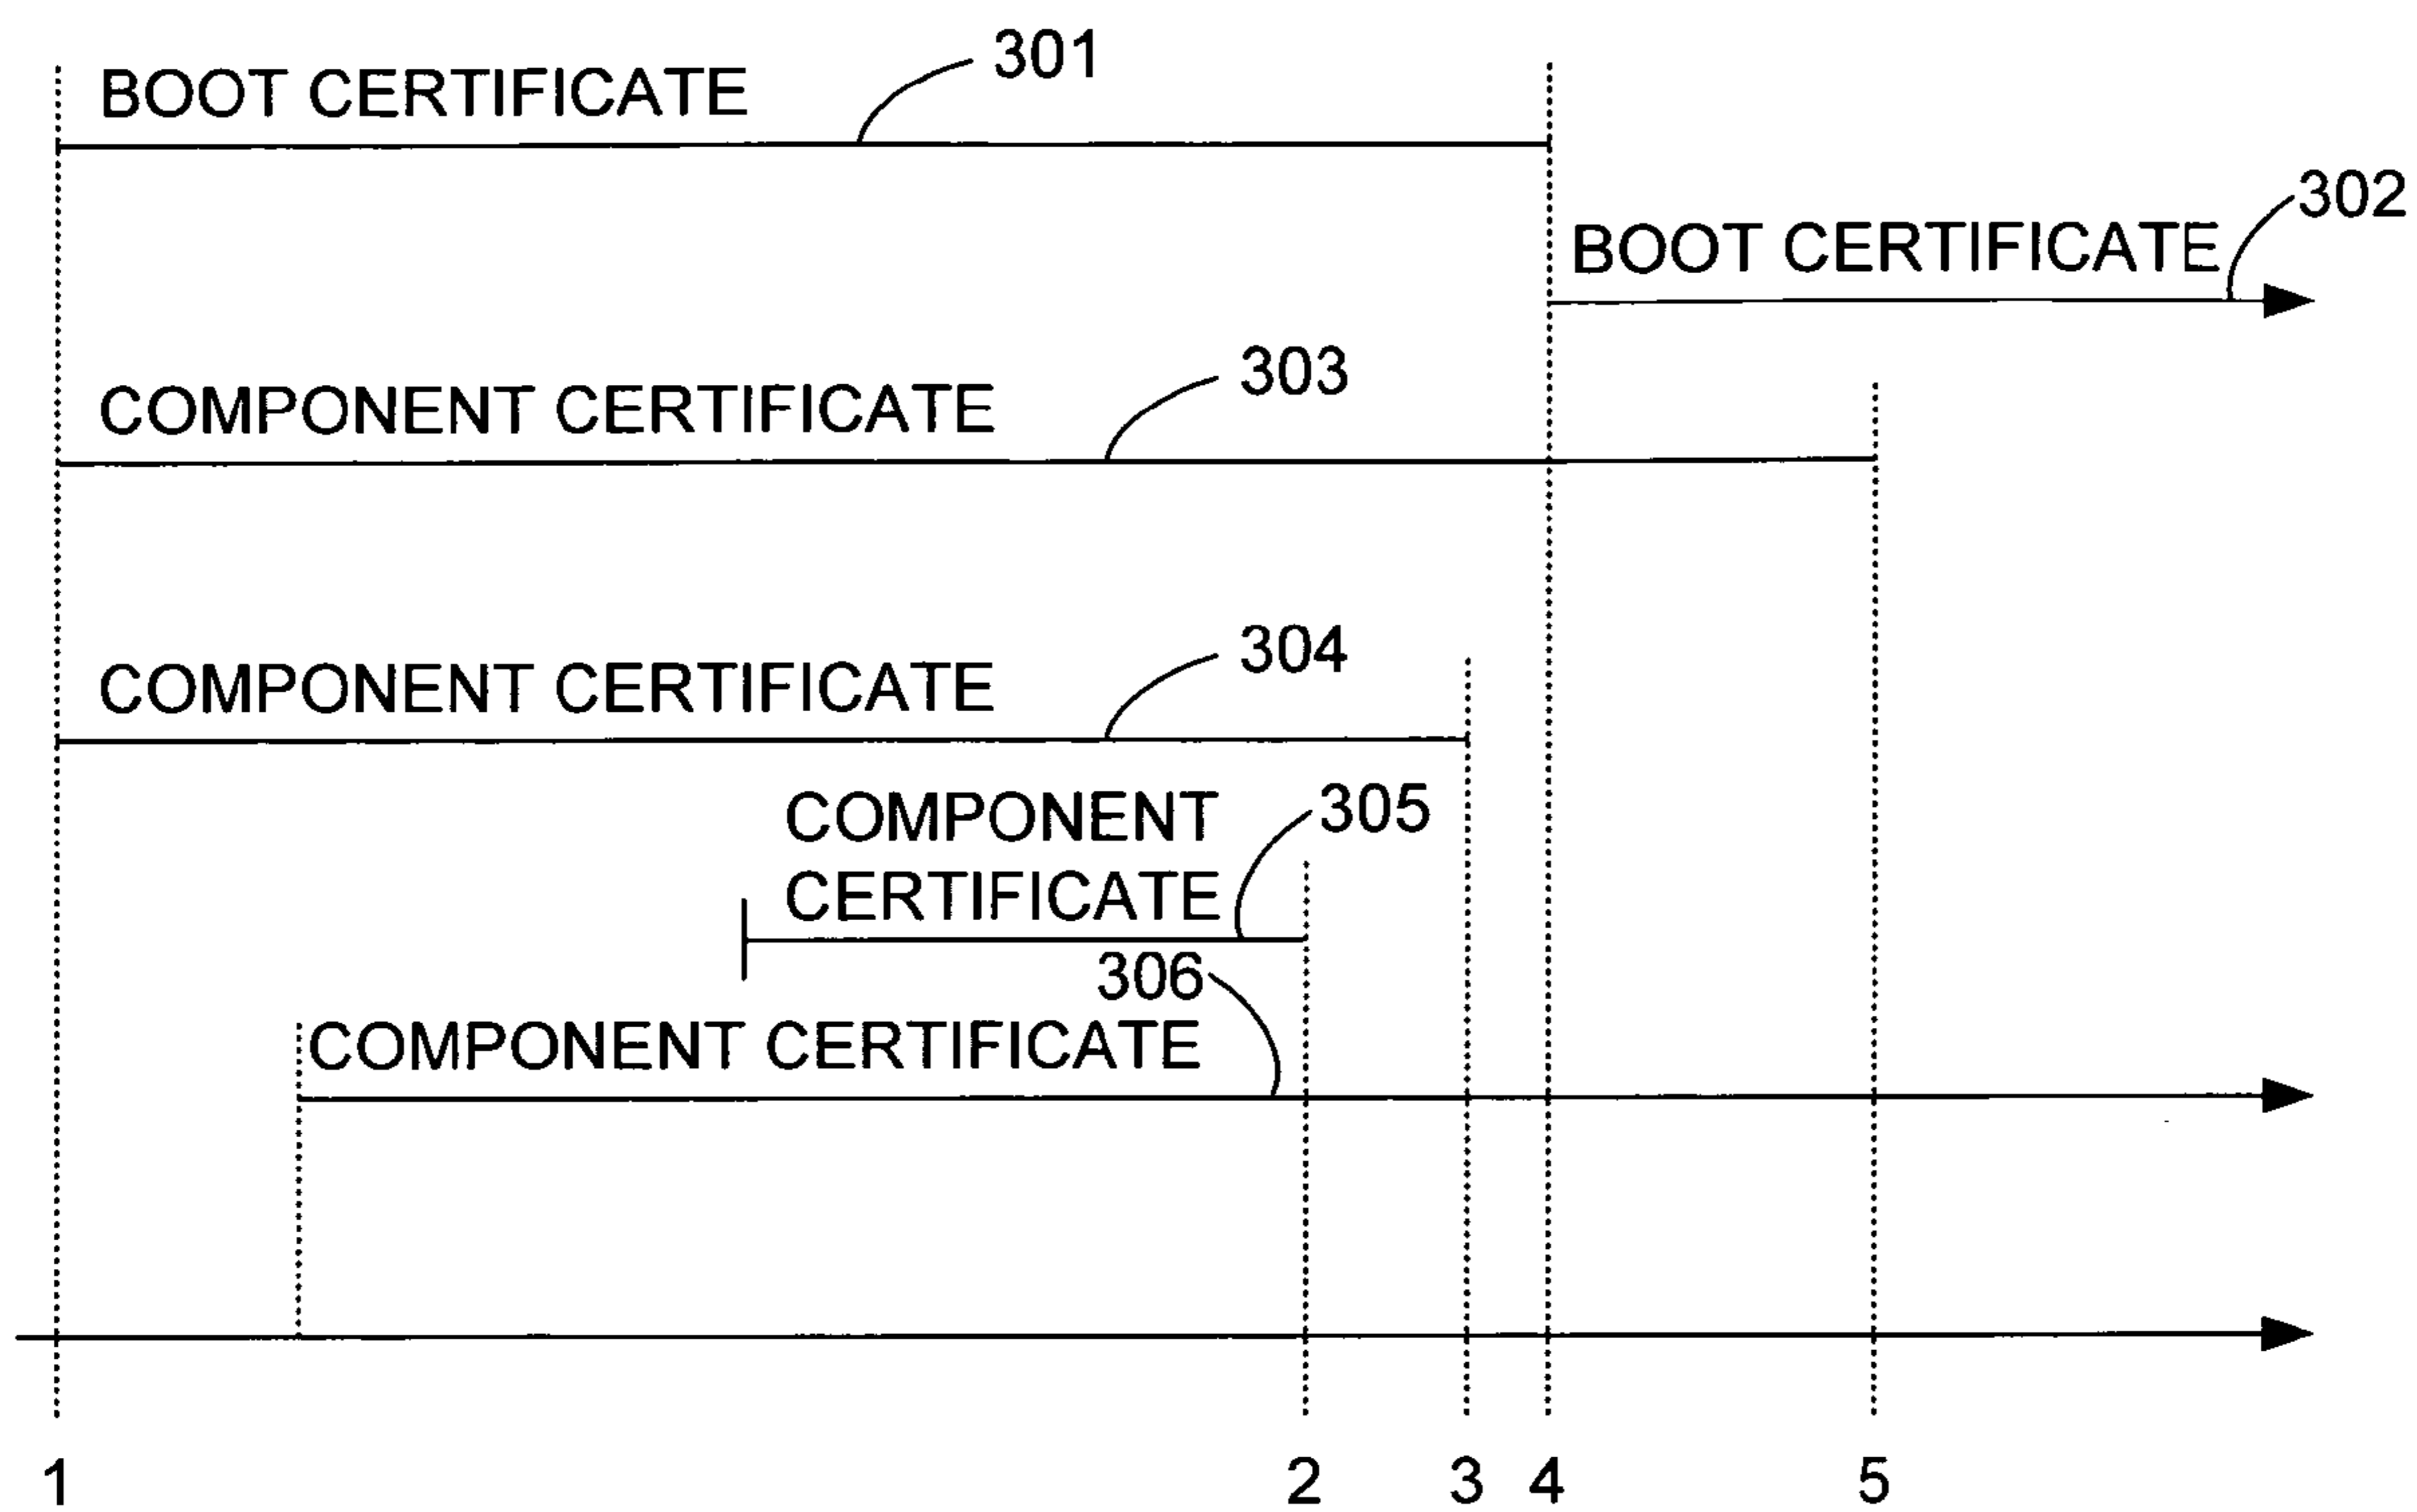 301
BOOT CERTIFICATE
302
BOOT CERTIFICATE
303
COMPONENT CERTIFICATE
304
COMPONENT CERTIFICATE
305
COMPONENT
CERTIFICATE
306
COMPONENT CERTIFICATE
1 2 3 4 5